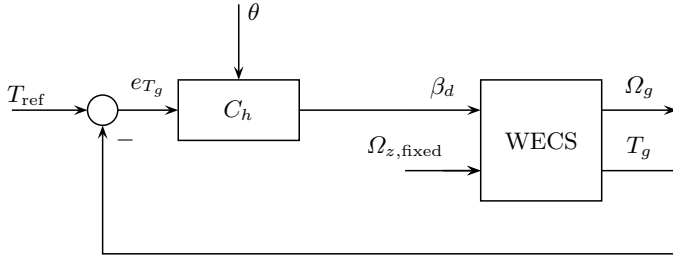 θ
T_ref
e_{T_g}
C_h
β_d
Ω_{z,fixed}
WECS
Ω_g
T_g
−